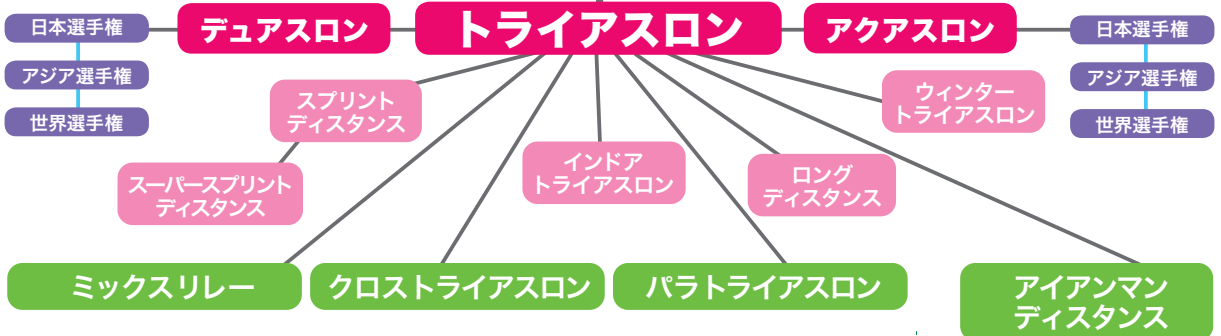 日本選手権
デュアスロン
トライアスロン
アクアスロン
日本選手権
アジア選手権
アジア選手権
世界選手権
世界選手権
スプリント
ディスタンス
ウィンター
トライアスロン
スーパースプリント
ディスタンス
インドア
トライアスロン
ロング
ディスタンス
ミックスリレー
クロストライアスロン
パラトライアスロン
アイアンマン
ディスタンス